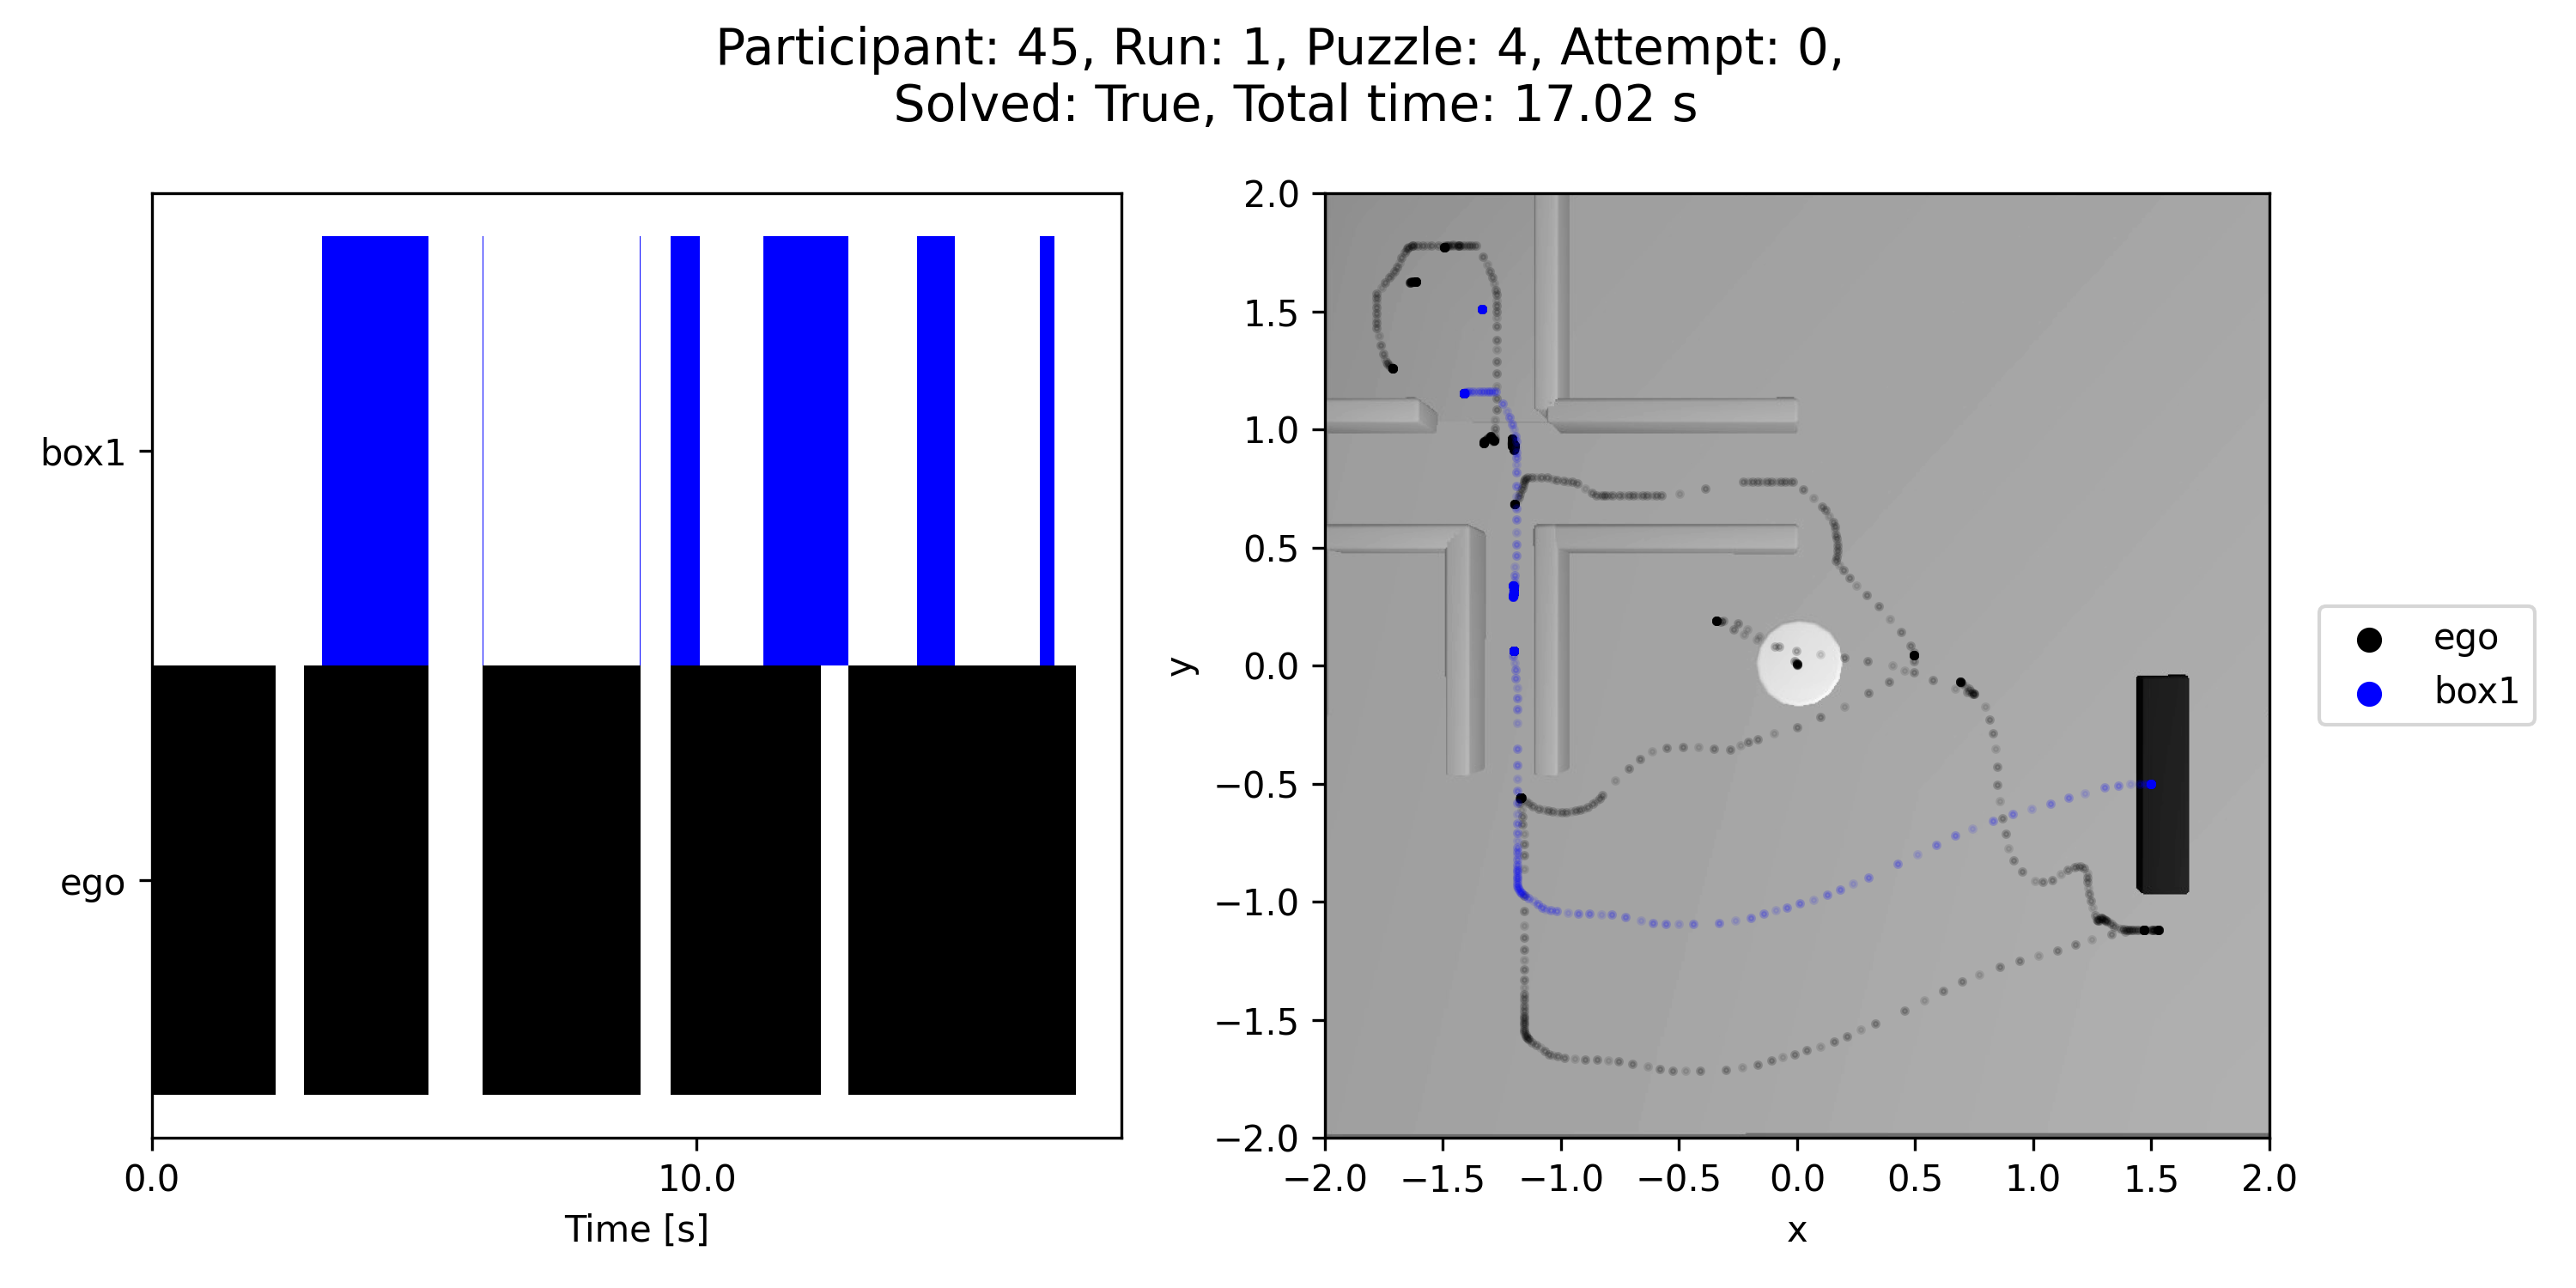 Participant: 45, Run: 1, Puzzle: 4, Attempt: 0,
Solved: True, Total time: 17.02 s
box1
ego
0.0
10.0
Time [s]
2.0
1.5
1.0
0.5
0.0
−0.5
−1.0
−1.5
−2.0
y
−2.0
−1.5
−1.0
−0.5
0.0
0.5
1.0
1.5
2.0
x
ego
box1